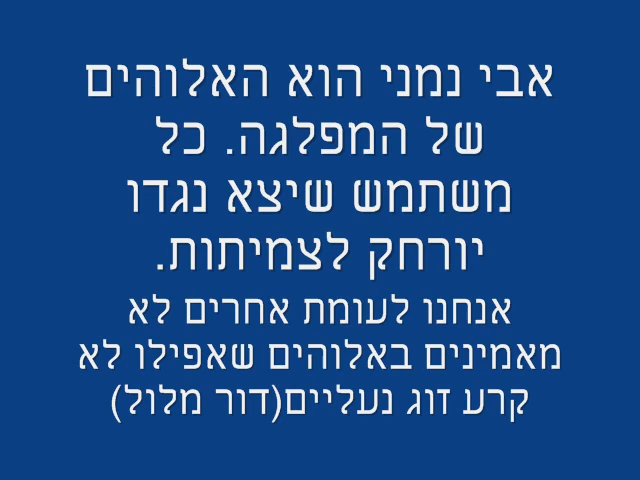 אבי נמני הוא האלוהים
של המפלגה. כל
משתמש שיצא נגדו
יורחק לצמיתות.
אנחנו לעומת אחרים לא
מאמינים באלוהים שאפילו לא
קרע זוג נעליים(דור מלול)